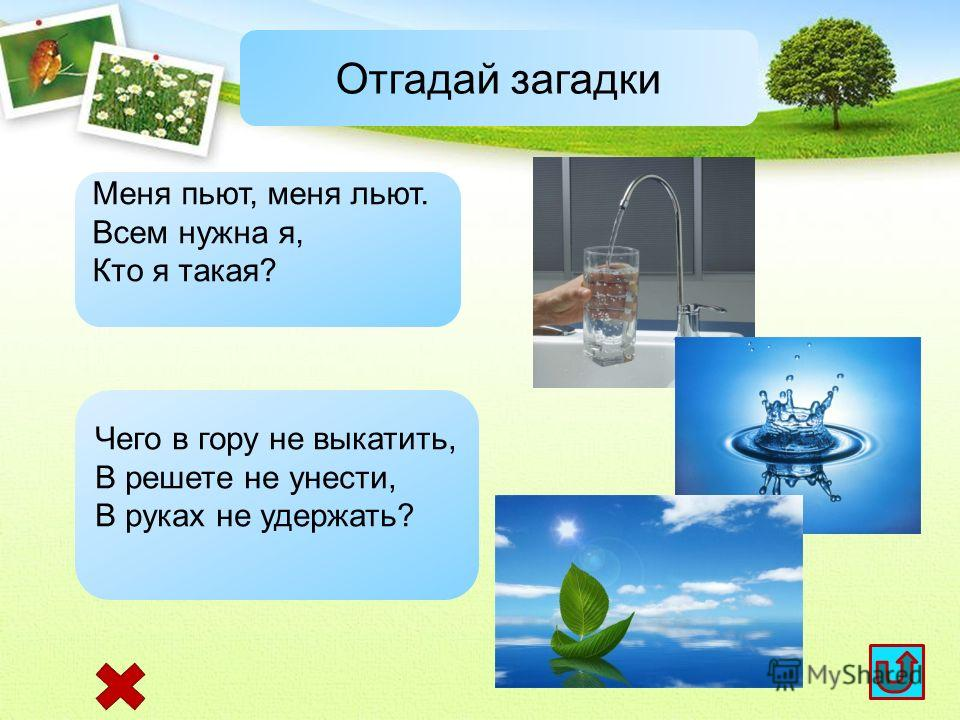 Отгадай загадки
Меня пьют, меня льют.
Всем нужна я,
Кто я такая?
Чего в гору не выкатить,
В решете не унести,
В руках не удержать?
MyShared